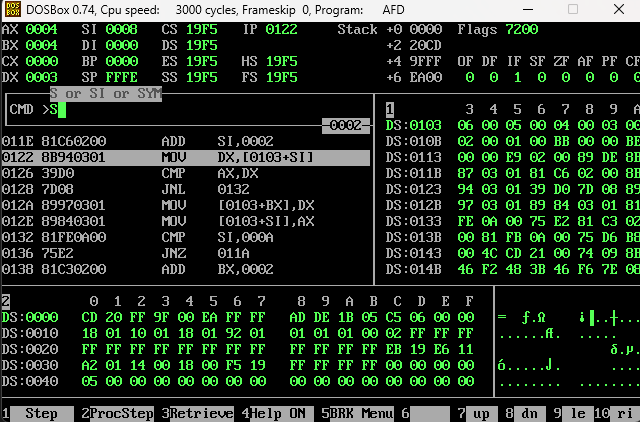 DOSBox 0.74, Cpu speed: 3000 cycles, Frameskip 0, Program: AFD
AX 0004 SI 0008 CS 19F5 IP 0122 Stack +0 0000 Flags 7200
BX 0004 DI 0000 DS 19F5 +2 20CD
CX 0000 BP 0000 ES 19F5 HS 19F5 +4 9FFF OF DF IF SF ZF AF PF CF
DX 0003 SP FFFE SS 19F5 FS 19F5 +6 EA00 0 0 1 0 0 0 0 0
S or SI or SYM
CMD >S
0002
1 3 4 5 6 7 8 9 A
DS:0103 06 00 05 00 04 00 03 00
DS:010B 02 00 01 00 BB 00 00 BE
DS:0113 00 00 E9 02 00 89 DE 8B
DS:011B 87 03 01 81 C6 02 00 8B
DS:0123 94 03 01 39 D0 7D 08 89
DS:012B 97 03 01 89 84 03 01 81
DS:0133 FE 0A 00 75 E2 81 C3 02
DS:013B 00 81 FB 0A 00 75 D6 B8
DS:0143 00 4C CD 21 00 74 09 8B
DS:014B 46 F2 48 3B 46 F6 7E 08
011E 81C60200 ADD SI,0002
0122 8B940301 MOV DX,[0103+SI]
0126 39D0 CMP AX,DX
0128 7D08 JNL 0132
012A 89970301 MOV [0103+BX],DX
012E 89840301 MOV [0103+SI],AX
0132 81FE0A00 CMP SI,000A
0136 75E2 JNZ 011A
0138 81C30200 ADD BX,0002
2 0 1 2 3 4 5 6 7 8 9 A B C D E F
DS:0000 CD 20 FF 9F 00 EA FF FF AD DE 1B 05 C5 06 00 00 = ƒ.Ω ¡▐..┼...
DS:0010 18 01 10 01 18 01 92 01 01 01 01 00 02 FF FF FF ......ff. .....
DS:0020 FF FF FF FF FF FF FF FF FF FF FF FF EB 19 E6 11 δ.µ.
DS:0030 A2 01 14 00 18 00 F5 19 FF FF FF FF 00 00 00 00 ó.....J. ....
DS:0040 05 00 00 00 00 00 00 00 00 00 00 00 00 00 00 00 ........ ........
1 Step 2ProcStep 3Retrieve 4Help ON 5BRK Menu 6 7 up 8 dn 9 le 10 ri